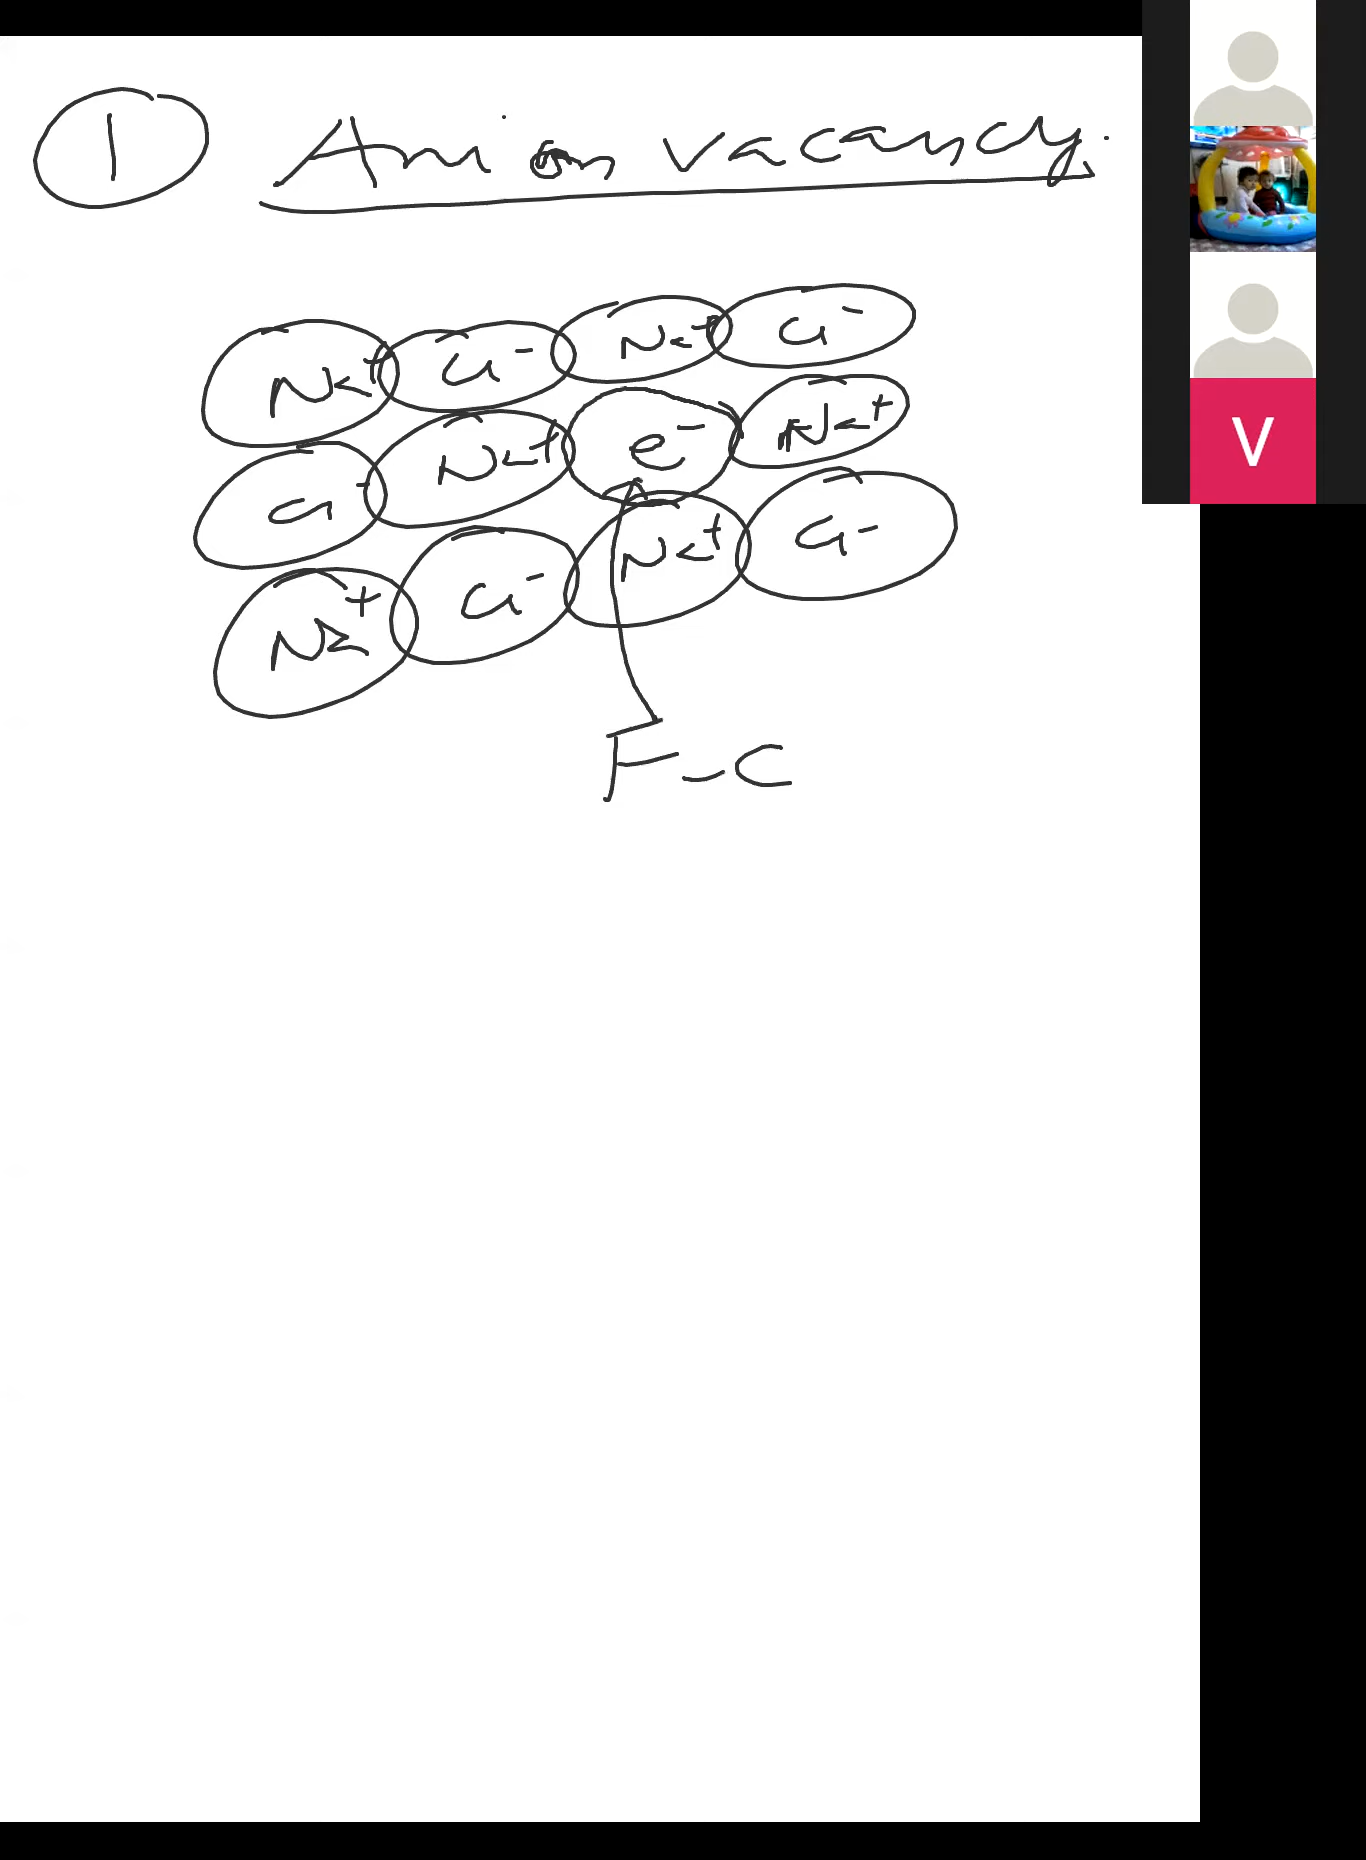 1 Anion vacancy.
Na+ Cl- Na+ Cl-
Cl- Na+ e- Na+
Na+ Cl- Na+ Cl-
F-C
V